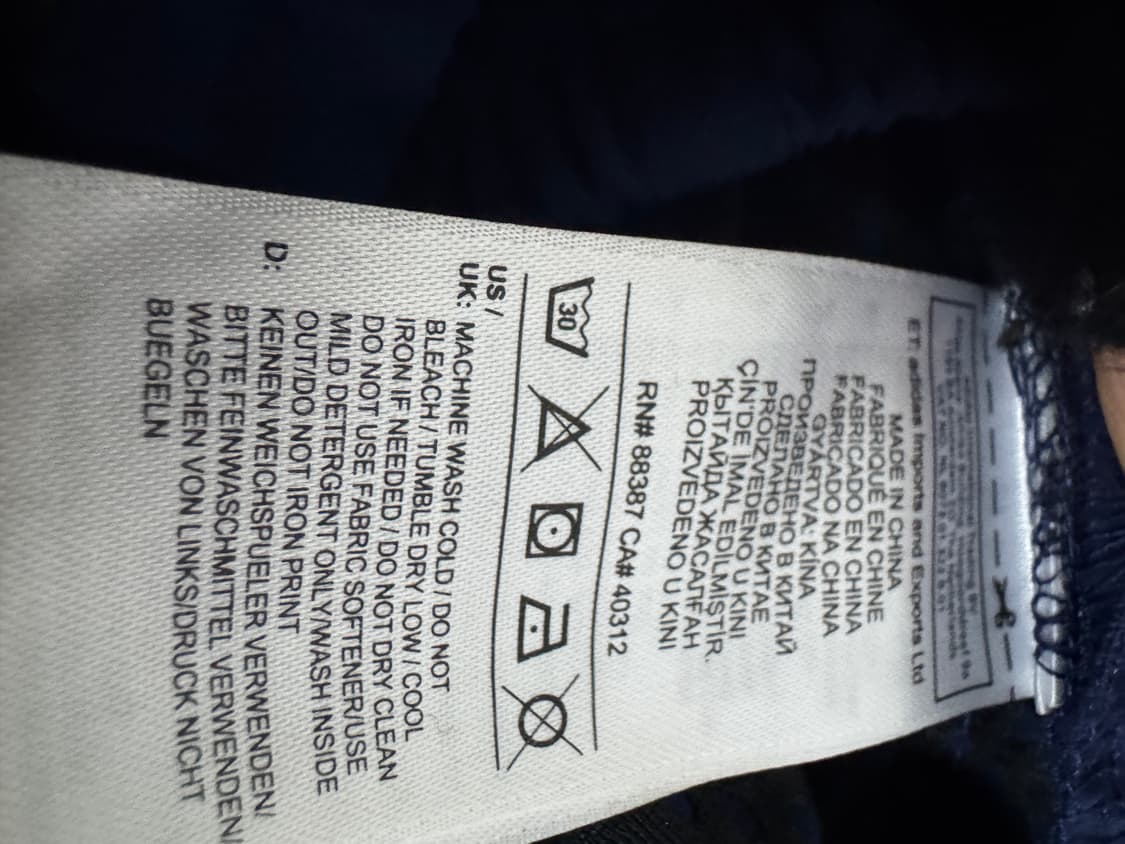 ET: adidas Imports and Exports Ltd
MADE IN CHINA
FABRIQUÉ EN CHINE
FABRICADO EN CHINA
FABRICADO NA CHINA
GYÁRTVA: KÍNA
ПРОИЗВЕДЕНО В КИТАЙ
СДЕЛАНО В КИТАЕ
PROIZVEDENO U KINI
ÇİN'DE İMAL EDİLMİŞTİR.
ҚЫТАЙДА ЖАСАЛҒАН
PROIZVEDENO U KINI
RN# 88387 CA# 40312
30
US /
UK: MACHINE WASH COLD / DO NOT
BLEACH / TUMBLE DRY LOW / COOL
IRON IF NEEDED / DO NOT DRY CLEAN
DO NOT USE FABRIC SOFTENER/USE
MILD DETERGENT ONLY/WASH INSIDE
OUT/DO NOT IRON PRINT
D: KEINEN WEICHSPUELER VERWENDEN/
BITTE FEINWASCHMITTEL VERWENDEN/
WASCHEN VON LINKS/DRUCK NICHT
BUEGELN